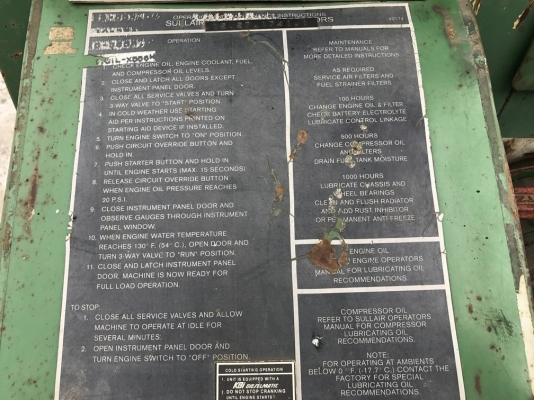 OPERATION
1. CHECK ENGINE OIL, ENGINE COOLANT, FUEL
AND COMPRESSOR OIL LEVELS.
2. CLOSE AND LATCH ALL DOORS EXCEPT
INSTRUMENT PANEL DOOR.
3. CLOSE ALL SERVICE VALVES AND TURN
3-WAY VALVE TO "START" POSITION.
4. IN COLD WEATHER USE STARTING
AID PER INSTRUCTIONS PRINTED ON
STARTING AID DEVICE IF INSTALLED.
5. TURN ENGINE SWITCH TO "ON" POSITION.
6. PUSH CIRCUIT OVERRIDE BUTTON AND
HOLD IN.
7. PUSH STARTER BUTTON AND HOLD IN
UNTIL ENGINE STARTS (MAX. 15 SECONDS).
8. RELEASE CIRCUIT OVERRIDE BUTTON
WHEN ENGINE OIL PRESSURE REACHES
20 P.S.I.
9. CLOSE INSTRUMENT PANEL DOOR AND
OBSERVE GAUGES THROUGH INSTRUMENT
PANEL WINDOW.
10. WHEN ENGINE WATER TEMPERATURE
REACHES 130° F. (54° C.), OPEN DOOR AND
TURN 3-WAY VALVE TO "RUN" POSITION.
11. CLOSE AND LATCH INSTRUMENT PANEL
DOOR. MACHINE IS NOW READY FOR
FULL LOAD OPERATION.
TO STOP:
1. CLOSE ALL SERVICE VALVES AND ALLOW
MACHINE TO OPERATE AT IDLE FOR
SEVERAL MINUTES.
2. OPEN INSTRUMENT PANEL DOOR AND
TURN ENGINE SWITCH TO "OFF" POSITION.
COLD STARTING OPERATION
1. UNIT IS EQUIPPED WITH A
KBI DIESELMATIC
DO NOT STOP CRANKING
UNTIL ENGINE STARTS
INSTRUCTIONS
SULLAIR
MAINTENANCE
REFER TO MANUALS FOR
MORE DETAILED INSTRUCTIONS
AS REQUIRED
SERVICE AIR FILTERS AND
FUEL STRAINER FILTERS
100 HOURS
CHANGE ENGINE OIL & FILTER
CHECK BATTERY ELECTROLYTE
LUBRICATE CONTROL LINKAGE
500 HOURS
CHANGE COMPRESSOR OIL
AND FILTERS
DRAIN FUEL TANK MOISTURE
1000 HOURS
LUBRICATE CHASSIS AND
WHEEL BEARINGS
CLEAN AND FLUSH RADIATOR
AND ADD RUST INHIBITOR
OR PERMANENT ANTI-FREEZE
ENGINE OIL
ENGINE OPERATORS
MANUAL FOR LUBRICATING OIL
RECOMMENDATIONS
COMPRESSOR OIL
REFER TO SULLAIR OPERATORS
MANUAL FOR COMPRESSOR
LUBRICATING OIL
RECOMMENDATIONS.
NOTE:
FOR OPERATING AT AMBIENTS
BELOW 0° F. (-17.7° C.) CONTACT THE
FACTORY FOR SPECIAL
LUBRICATING OIL
RECOMMENDATIONS